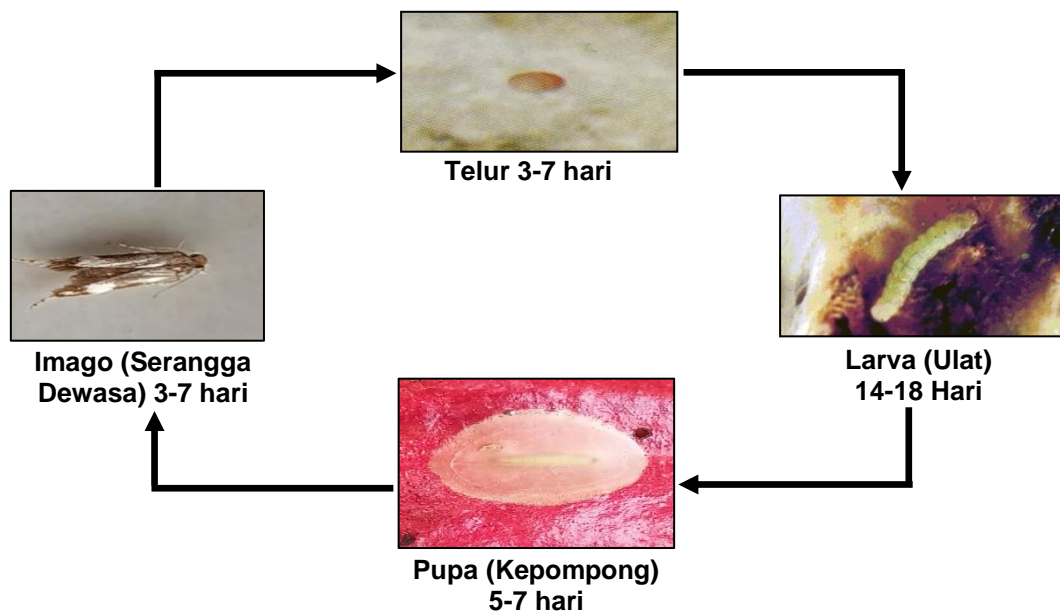 Telur 3-7 hari
Imago (Serangga
Dewasa) 3-7 hari
Larva (Ulat)
14-18 Hari
Pupa (Kepompong)
5-7 hari